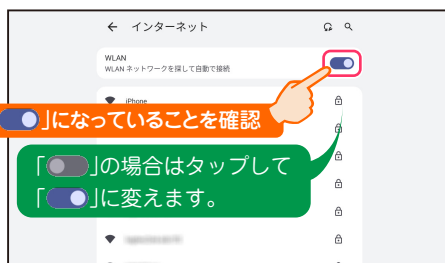 インターネット
WLAN
WLAN ネットワークを探して自動で接続
iPhone
」になっていることを確認
「 」の場合はタップして
「 」に変えます。